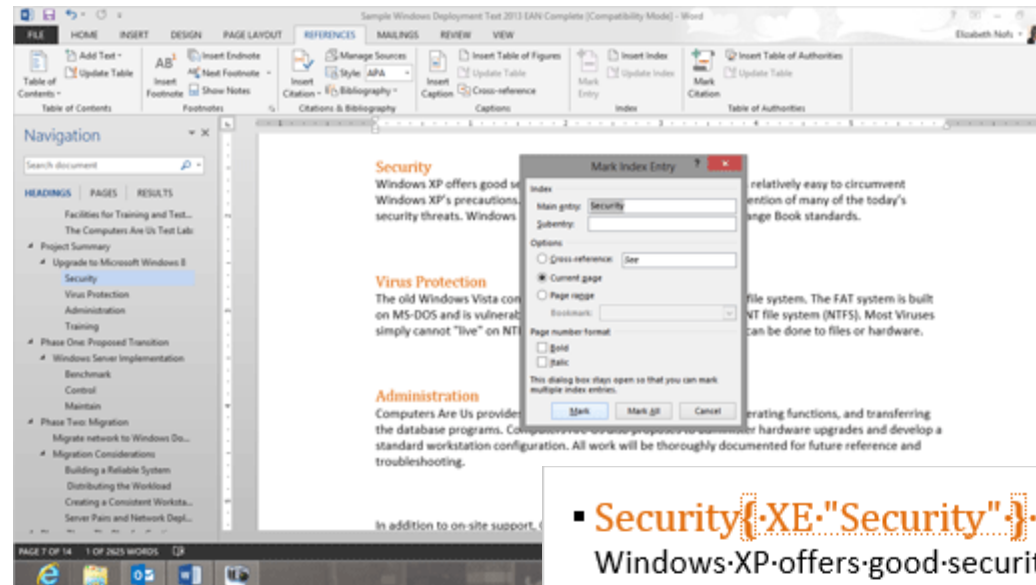 Sample Windows Deployment Text 2013 EAN Complete [Compatibility Mode] - Word
FILE HOME INSERT DESIGN PAGE LAYOUT REFERENCES MAILINGS REVIEW VIEW
Elizabeth Nofs
Table of Contents
Add Text
Update Table
Table of Contents
AB
Insert Footnote
Insert Endnote
Next Footnote
Show Notes
Footnotes
Insert Citation
Manage Sources
Style: APA
Bibliography
Citations & Bibliography
Insert Caption
Insert Table of Figures
Update Table
Cross-reference
Captions
Mark Entry
Insert Index
Update Index
Index
Mark Citation
Insert Table of Authorities
Update Table
Table of Authorities
Navigation
Search document
HEADINGS PAGES RESULTS
Facilities for Training and Test...
The Computers Are Us Test Lab:
Project Summary
Upgrade to Microsoft Windows 8
Security
Virus Protection
Administration
Training
Phase One: Proposed Transition
Windows Server Implementation
Benchmark
Control
Maintain
Phase Two: Migration
Migrate network to Windows Do...
Migration Considerations
Building a Reliable System
Distributing the Workload
Creating a Consistent Worksta...
Server Pairs and Network Depl...
Security
Windows XP offers good se relatively easy to circumvent
Windows XP's precautions. ention of many of the today's
security threats. Windows ange Book standards.
Virus Protection
The old Windows Vista con file system. The FAT system is built
on MS-DOS and is vulnerab NT file system (NTFS). Most Viruses
simply cannot "live" on NT can be done to files or hardware.
Administration
Computers Are Us provides erating functions, and transferring
the database programs. hardware upgrades and develop a
standard workstation configuration. All work will be thoroughly documented for future reference and
troubleshooting.
In addition to on-site support,
Mark Index Entry
Index
Main entry: Security
Subentry:
Options
Cross-reference: See
Current page
Page range
Bookmark:
Page number format
Bold
Italic
This dialog box stays open so that you can mark
multiple index entries.
Mark Mark All Cancel
PAGE 7 OF 14 1 OF 2625 WORDS
Security{·XE·"Security"·}·
Windows·XP·offers·good·securit